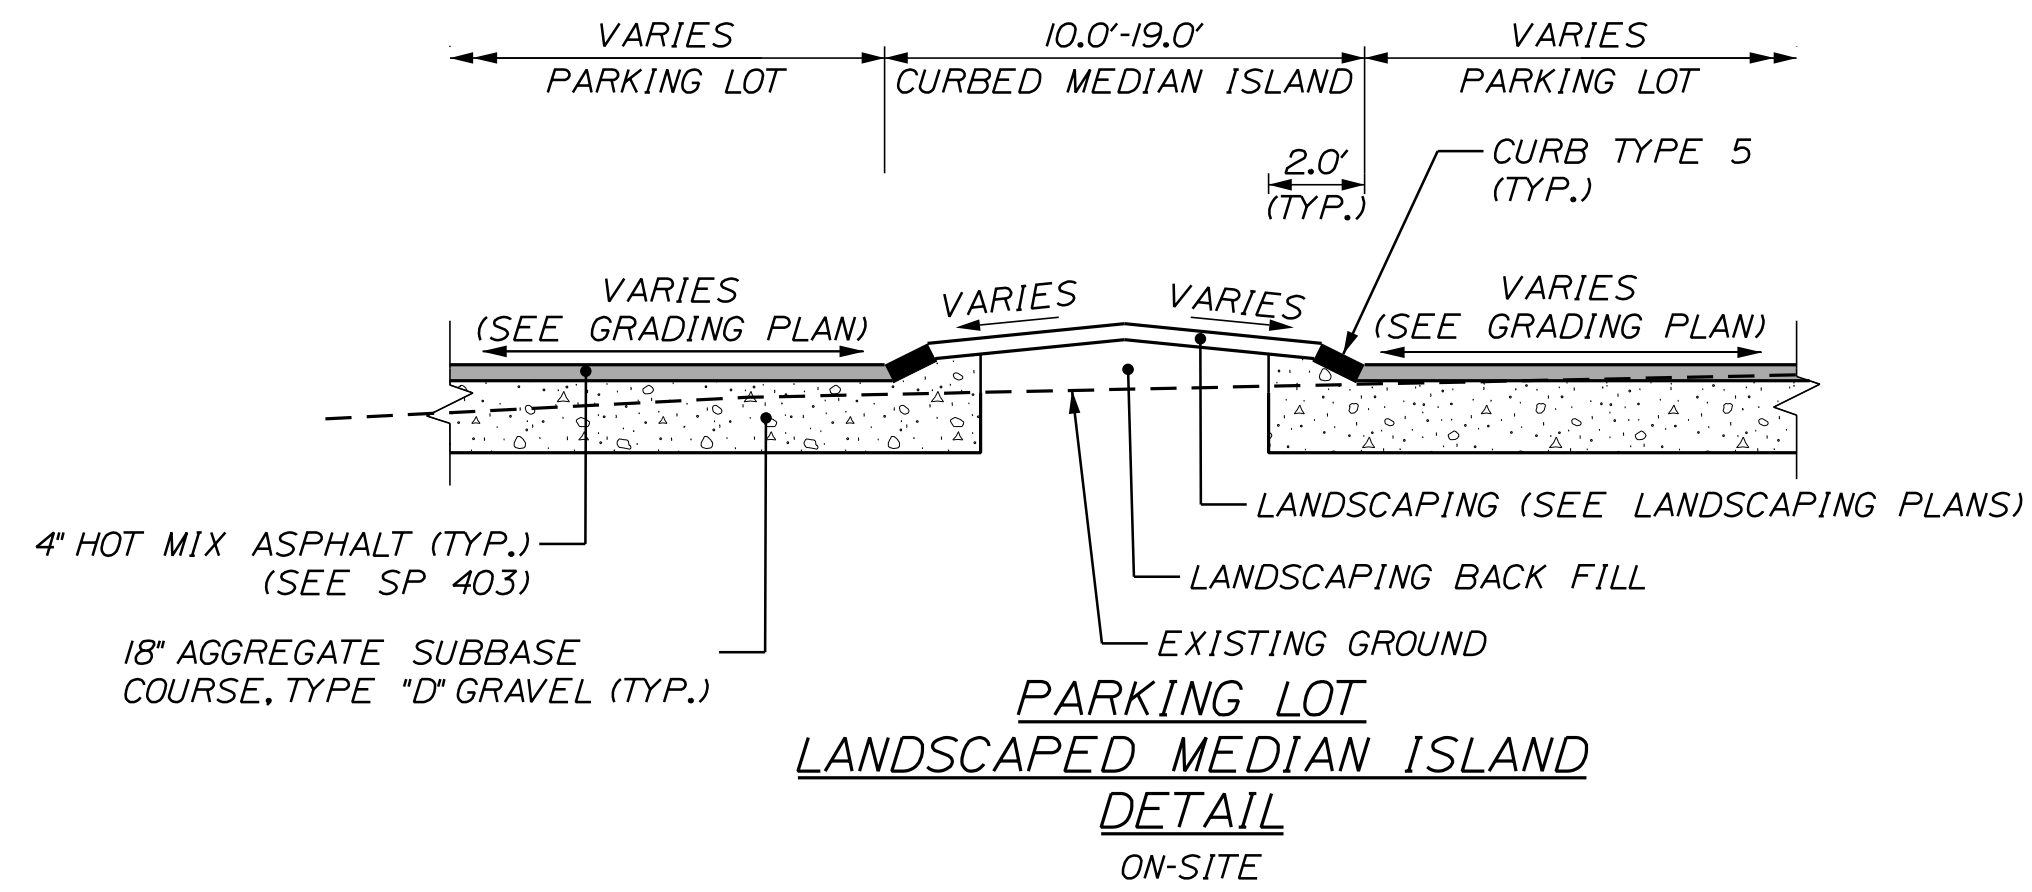 VARIES
PARKING LOT
10.0'-19.0'
CURBED MEDIAN ISLAND
VARIES
PARKING LOT
2.0'
(TYP.)
CURB TYPE 5
(TYP.)
VARIES
(SEE GRADING PLAN)
VARIES
VARIES
VARIES
(SEE GRADING PLAN)
LANDSCAPING (SEE LANDSCAPING PLANS)
4" HOT MIX ASPHALT (TYP.)
(SEE SP 403)
LANDSCAPING BACK FILL
EXISTING GROUND
18" AGGREGATE SUBBASE
COURSE, TYPE "D" GRAVEL (TYP.)
PARKING LOT
LANDSCAPED MEDIAN ISLAND
DETAIL
ON-SITE